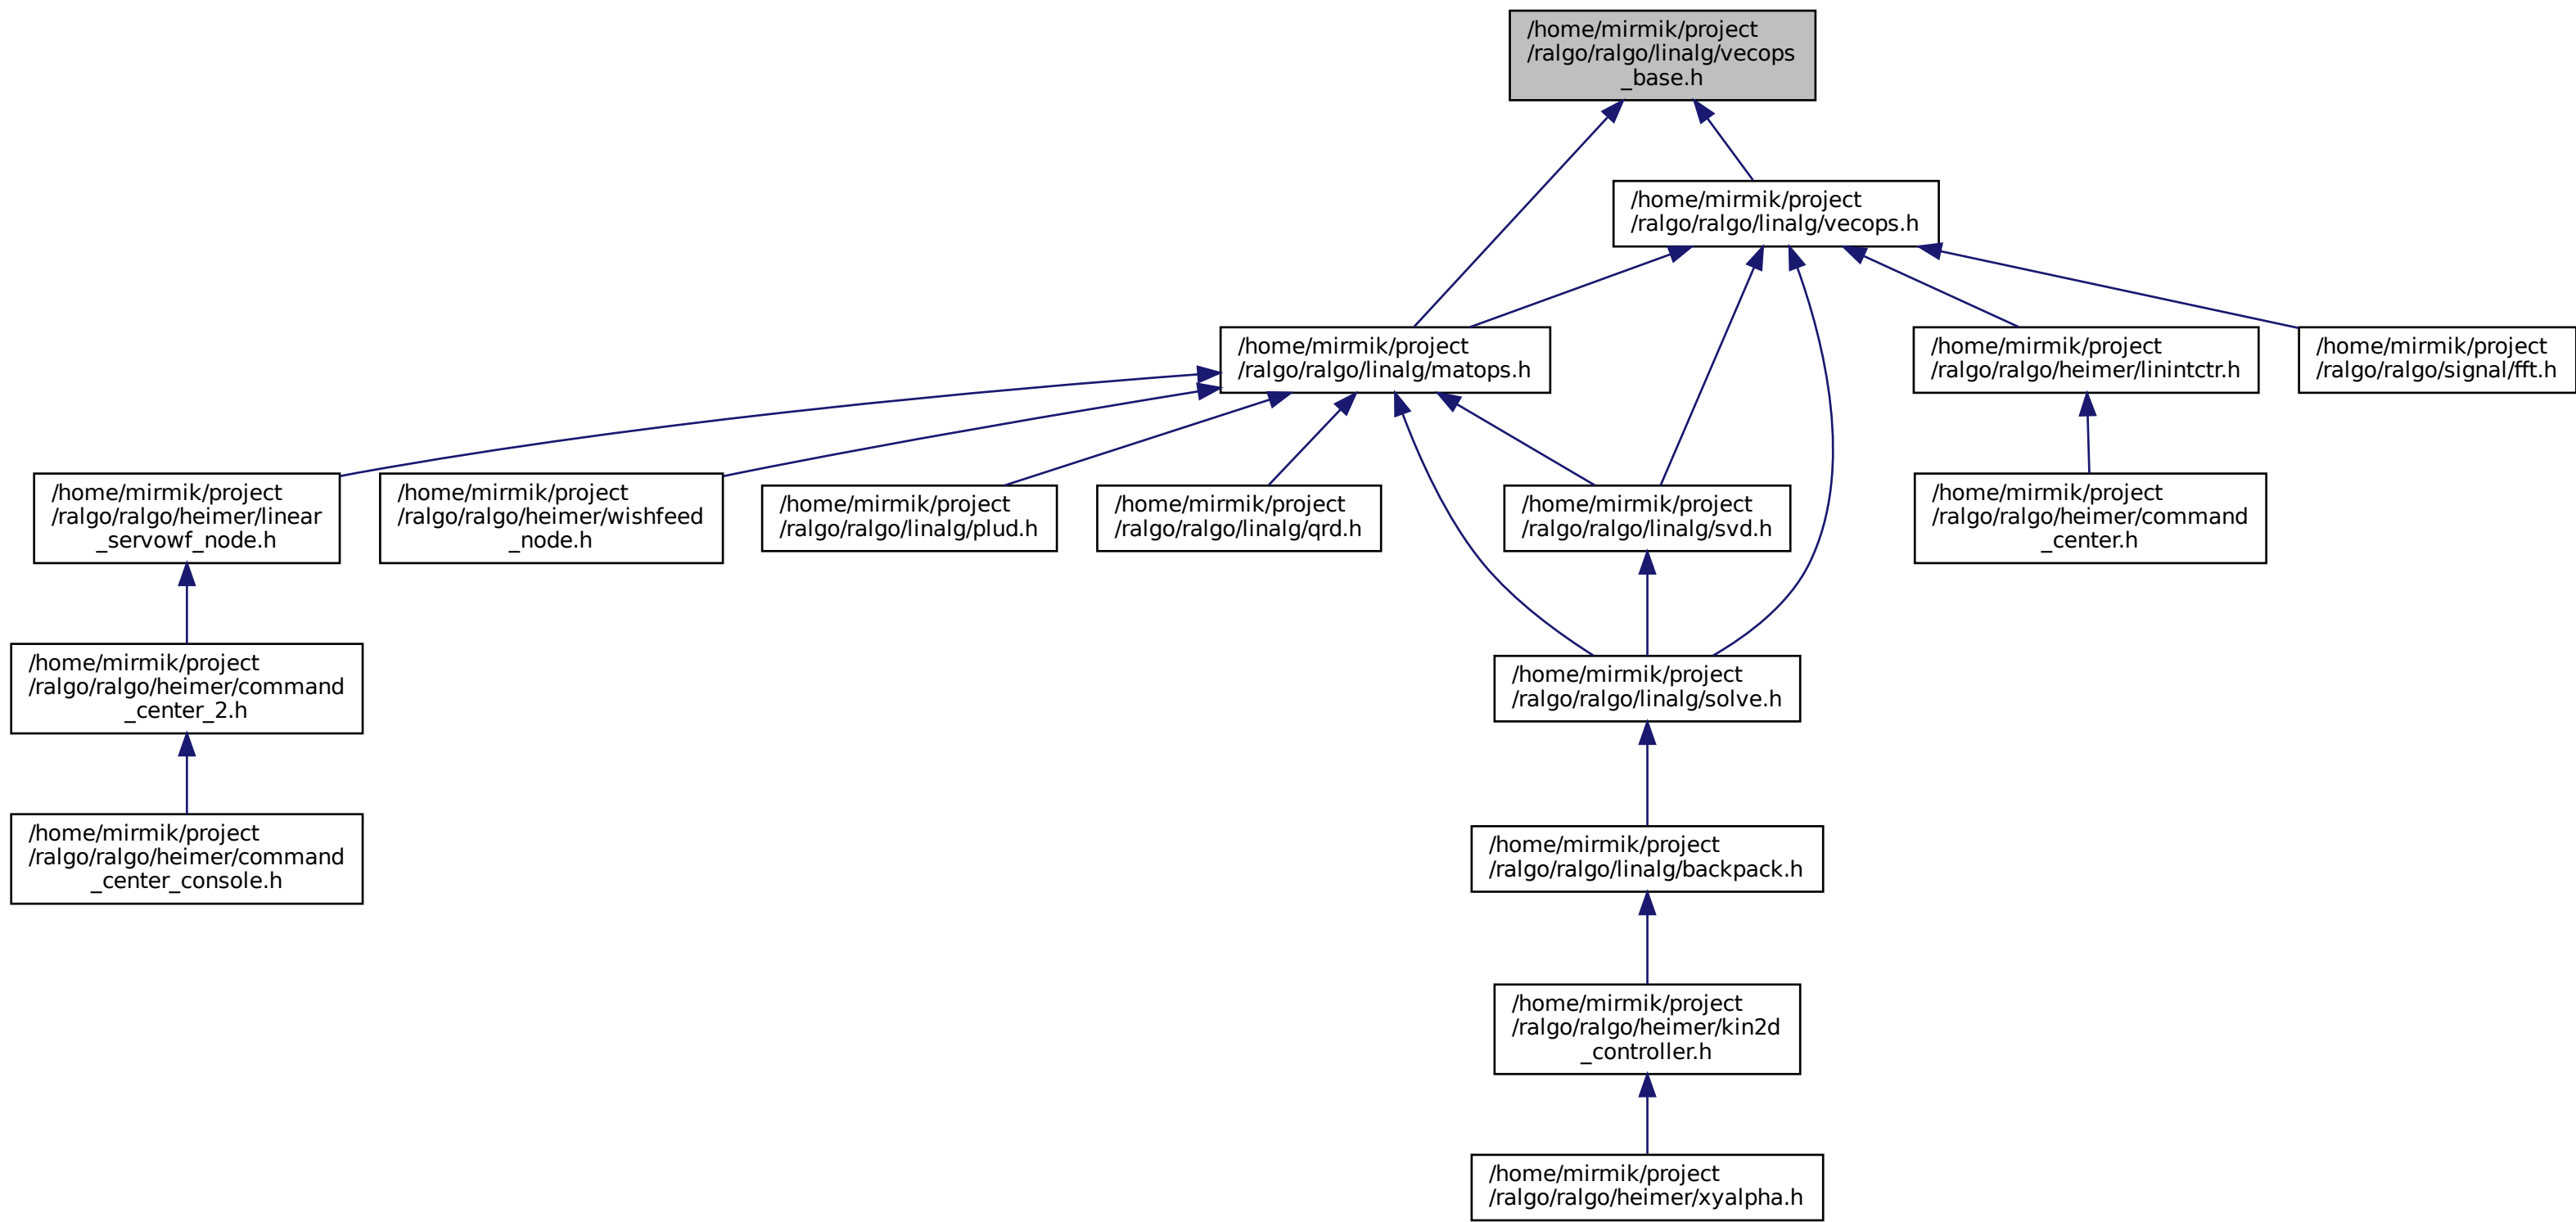 /home/mirmik/project
/ralgo/ralgo/linalg/vecops
_base.h
/home/mirmik/project
/ralgo/ralgo/linalg/vecops.h
/home/mirmik/project
/ralgo/ralgo/linalg/matops.h
/home/mirmik/project
/ralgo/ralgo/heimer/linintctr.h
/home/mirmik/project
/ralgo/ralgo/signal/fft.h
/home/mirmik/project
/ralgo/ralgo/heimer/linear
_servowf_node.h
/home/mirmik/project
/ralgo/ralgo/heimer/wishfeed
_node.h
/home/mirmik/project
/ralgo/ralgo/linalg/plud.h
/home/mirmik/project
/ralgo/ralgo/linalg/qrd.h
/home/mirmik/project
/ralgo/ralgo/linalg/svd.h
/home/mirmik/project
/ralgo/ralgo/heimer/command
_center.h
/home/mirmik/project
/ralgo/ralgo/heimer/command
_center_2.h
/home/mirmik/project
/ralgo/ralgo/linalg/solve.h
/home/mirmik/project
/ralgo/ralgo/heimer/command
_center_console.h
/home/mirmik/project
/ralgo/ralgo/linalg/backpack.h
/home/mirmik/project
/ralgo/ralgo/heimer/kin2d
_controller.h
/home/mirmik/project
/ralgo/ralgo/heimer/xyalpha.h